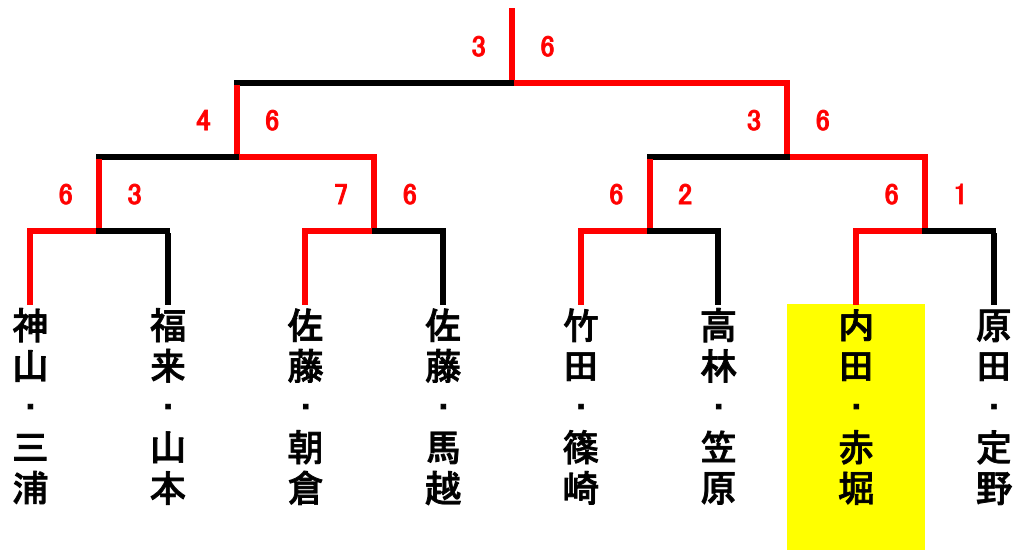 3 6
4 6 3 6
6 3 7 6 6 2 6 1
神山・三浦
福来・山本
佐藤・朝倉
佐藤・馬越
竹田・篠崎
高林・笠原
内田・赤堀
原田・定野